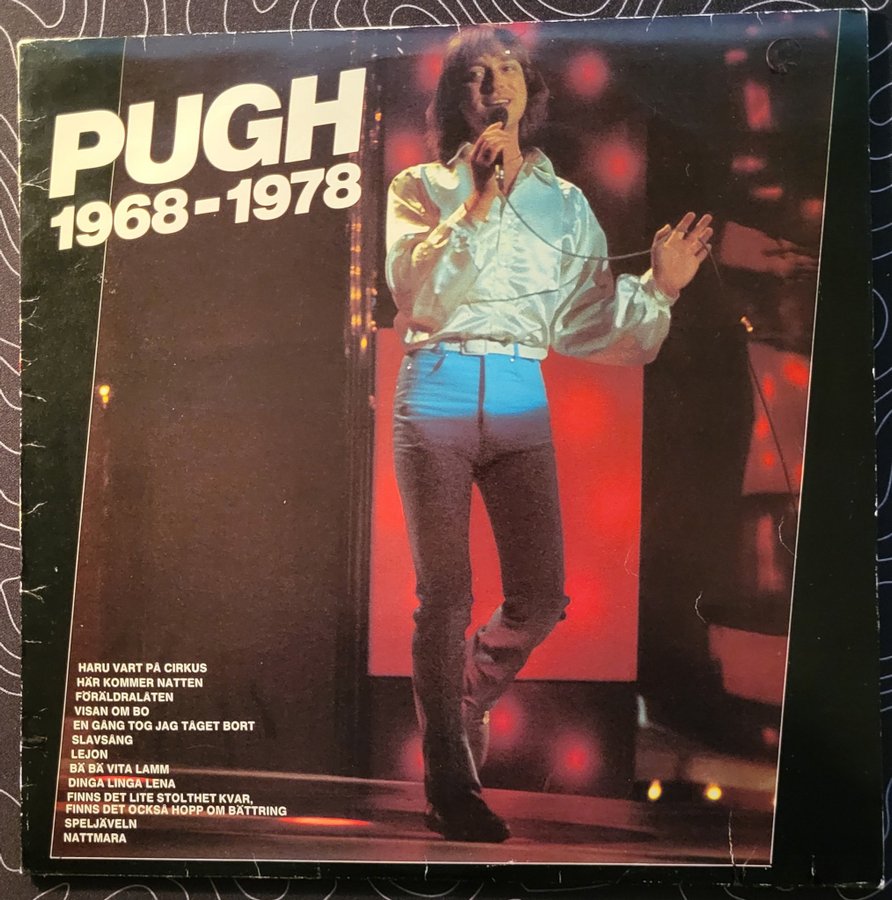 PUGH
1968-1978
HARU VART PÅ CIRKUS
HÄR KOMMER NATTEN
FÖRÄLDRALÅTEN
VISAN OM BO
EN GÅNG TOG JAG TÅGET BORT
SLAVSÅNG
LEJON
BÄ BÄ VITA LAMM
DINGA LINGA LENA
FINNS DET LITE STOLTHET KVAR,
FINNS DET OCKSÅ HOPP OM BÄTTRING
SPELJÄVELN
NATTMARA